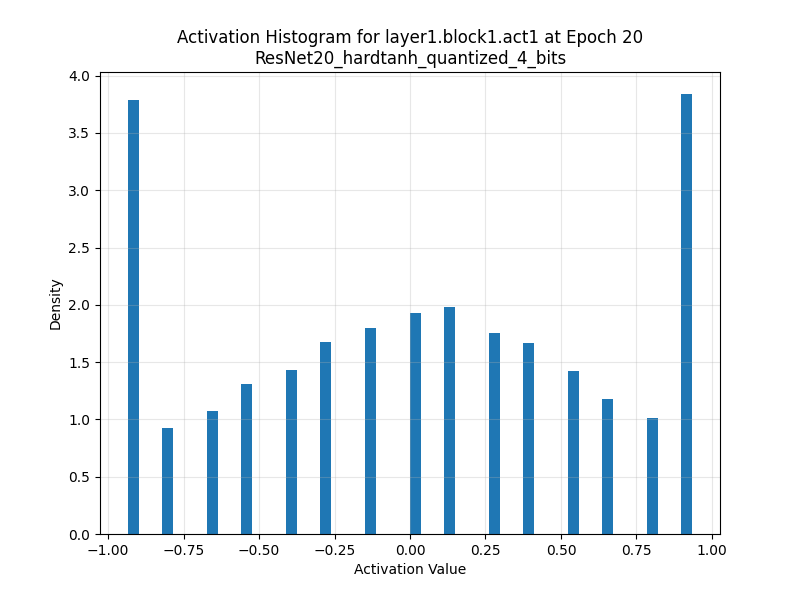 Activation Histogram for layer1.block1.act1 at Epoch 20
ResNet20_hardtanh_quantized_4_bits
4.0
3.5
3.0
2.5
2.0
1.5
1.0
0.5
0.0
Density
−1.00 −0.75 −0.50 −0.25 0.00 0.25 0.50 0.75 1.00
Activation Value